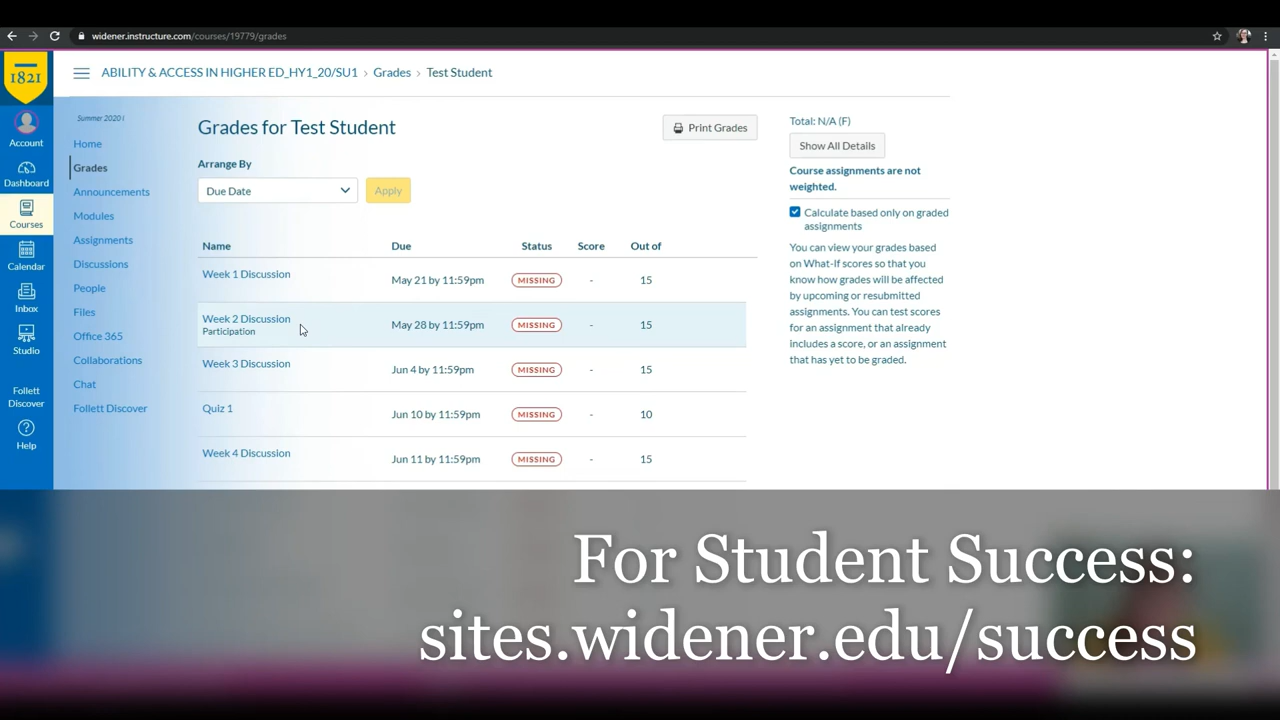 widener.instructure.com/courses/19779/grades
1821
ABILITY & ACCESS IN HIGHER ED_HY1_20/SU1 › Grades › Test Student
Account
Dashboard
Courses
Calendar
Inbox
Studio
Follett
Discover
Help
Summer 2020 I
Home
Grades
Announcements
Modules
Assignments
Discussions
People
Files
Office 365
Collaborations
Chat
Follett Discover
Grades for Test Student
Print Grades
Arrange By
Due Date
Apply
Name Due Status Score Out of
Week 1 Discussion May 21 by 11:59pm MISSING - 15
Week 2 Discussion May 28 by 11:59pm MISSING - 15
Participation
Week 3 Discussion Jun 4 by 11:59pm MISSING - 15
Quiz 1 Jun 10 by 11:59pm MISSING - 10
Week 4 Discussion Jun 11 by 11:59pm MISSING - 15
Total: N/A (F)
Show All Details
Course assignments are not
weighted.
Calculate based only on graded
assignments
You can view your grades based
on What-If scores so that you
know how grades will be affected
by upcoming or resubmitted
assignments. You can test scores
for an assignment that already
includes a score, or an assignment
that has yet to be graded.
For Student Success:
sites.widener.edu/success